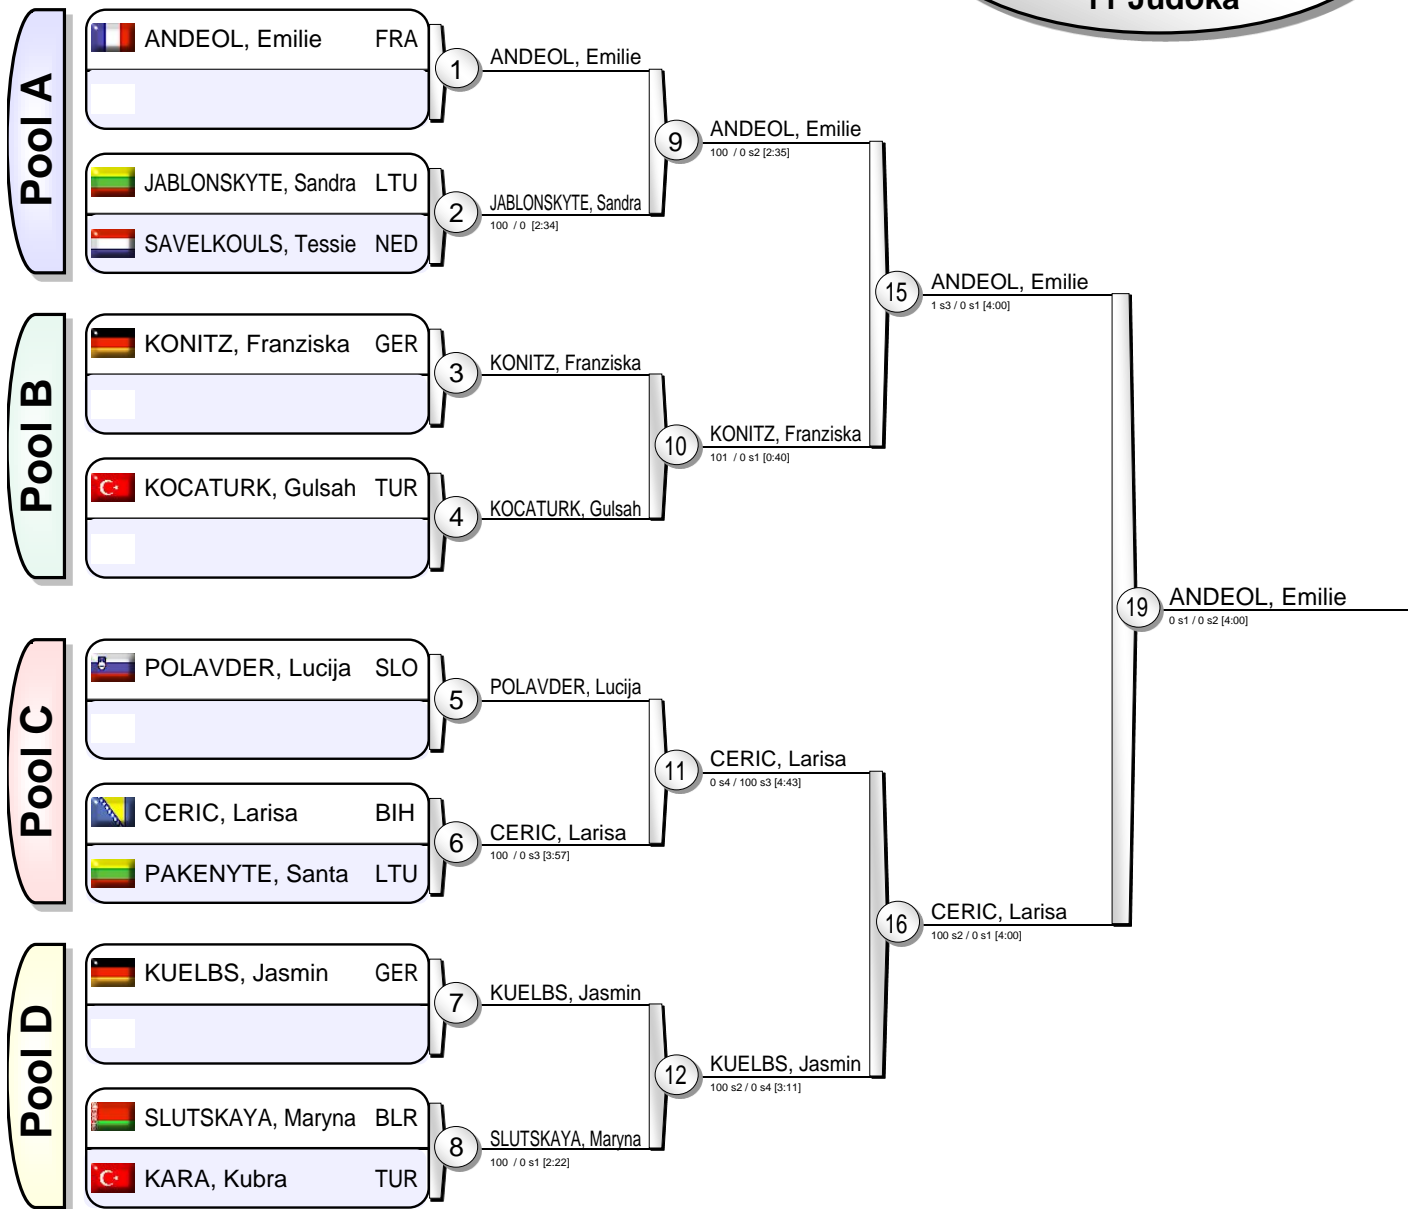 11 Judoka
Pool A
ANDEOL, Emilie FRA
JABLONSKYTE, Sandra LTU
SAVELKOULS, Tessie NED
Pool B
KONITZ, Franziska GER
KOCATURK, Gulsah TUR
Pool C
POLAVDER, Lucija SLO
CERIC, Larisa BIH
PAKENYTE, Santa LTU
Pool D
KUELBS, Jasmin GER
SLUTSKAYA, Maryna BLR
KARA, Kubra TUR
1 ANDEOL, Emilie
2 JABLONSKYTE, Sandra
100 / 0 [2:34]
3 KONITZ, Franziska
4 KOCATURK, Gulsah
5 POLAVDER, Lucija
6 CERIC, Larisa
100 / 0 s3 [3:57]
7 KUELBS, Jasmin
8 SLUTSKAYA, Maryna
100 / 0 s1 [2:22]
9 ANDEOL, Emilie
100 / 0 s2 [2:35]
10 KONITZ, Franziska
101 / 0 s1 [0:40]
11 CERIC, Larisa
0 s4 / 100 s3 [4:43]
12 KUELBS, Jasmin
100 s2 / 0 s4 [3:11]
15 ANDEOL, Emilie
1 s3 / 0 s1 [4:00]
16 CERIC, Larisa
100 s2 / 0 s1 [4:00]
19 ANDEOL, Emilie
0 s1 / 0 s2 [4:00]